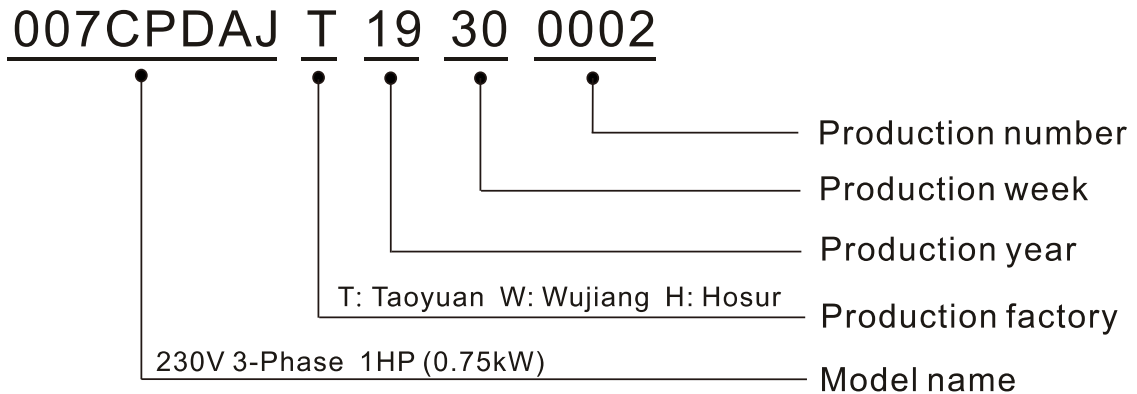 007CPDAJ T 19 30 0002
Production number
Production week
Production year
T: Taoyuan W: Wujiang H: Hosur
Production factory
230V 3-Phase 1HP (0.75kW)
Model name